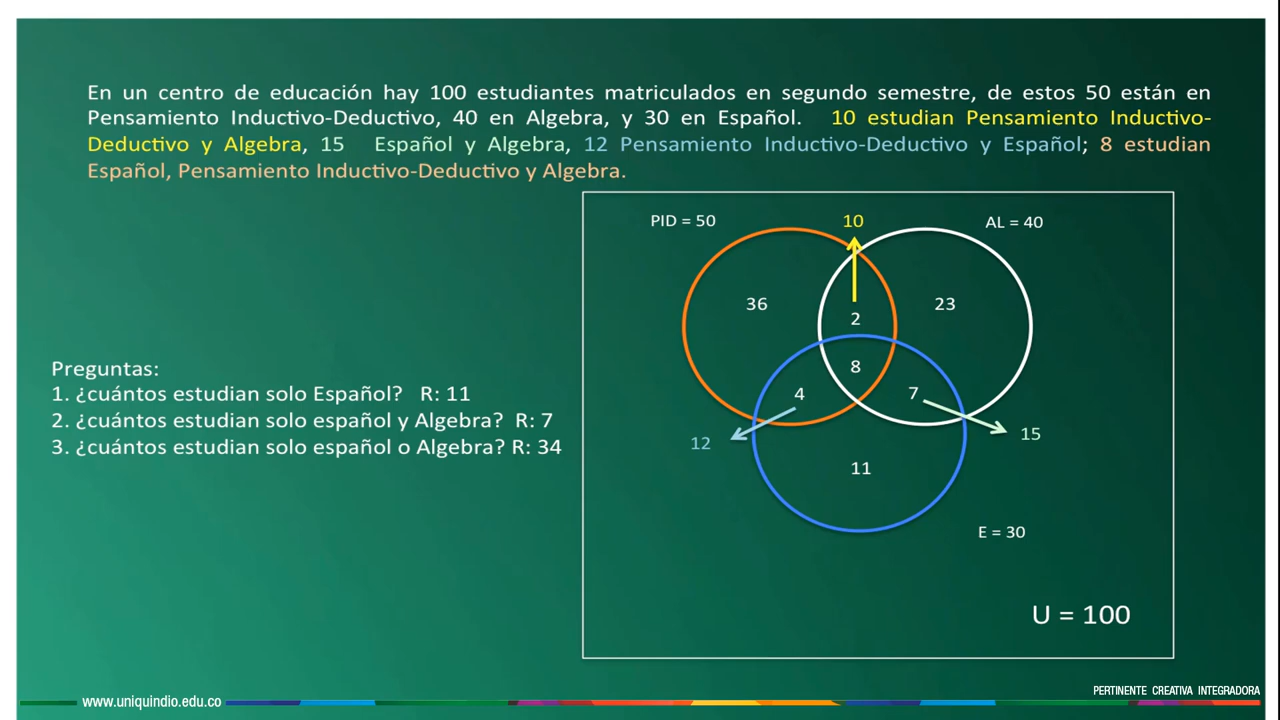 En un centro de educación hay 100 estudiantes matriculados en segundo semestre, de estos 50 están en
Pensamiento Inductivo-Deductivo, 40 en Algebra, y 30 en Español. 10 estudian Pensamiento Inductivo-
Deductivo y Algebra, 15 Español y Algebra, 12 Pensamiento Inductivo-Deductivo y Español; 8 estudian
Español, Pensamiento Inductivo-Deductivo y Algebra.
PID = 50
10
AL = 40
36
2
23
8
4
7
12
15
11
E = 30
U = 100
Preguntas:
1. ¿cuántos estudian solo Español? R: 11
2. ¿cuántos estudian solo español y Algebra? R: 7
3. ¿cuántos estudian solo español o Algebra? R: 34
www.uniquindio.edu.co
PERTINENTE CREATIVA INTEGRADORA